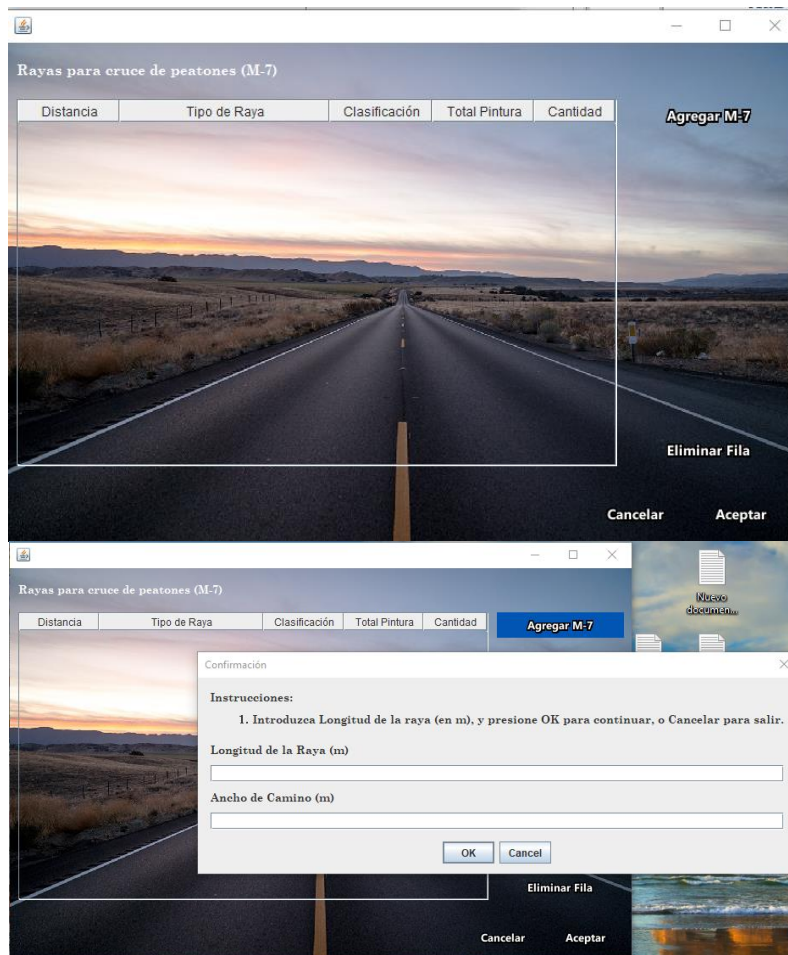 Rayas para cruce de peatones (M-7)
Distancia Tipo de Raya Clasificación Total Pintura Cantidad
Agregar M-7
Eliminar Fila
Cancelar Aceptar
Rayas para cruce de peatones (M-7)
Nuevo
documen...
Distancia Tipo de Raya Clasificación Total Pintura Cantidad
Agregar M-7
Confirmación
Instrucciones:
1. Introduzca Longitud de la raya (en m), y presione OK para continuar, o Cancelar para salir.
Longitud de la Raya (m)
Ancho de Camino (m)
OK Cancel
Eliminar Fila
Cancelar Aceptar